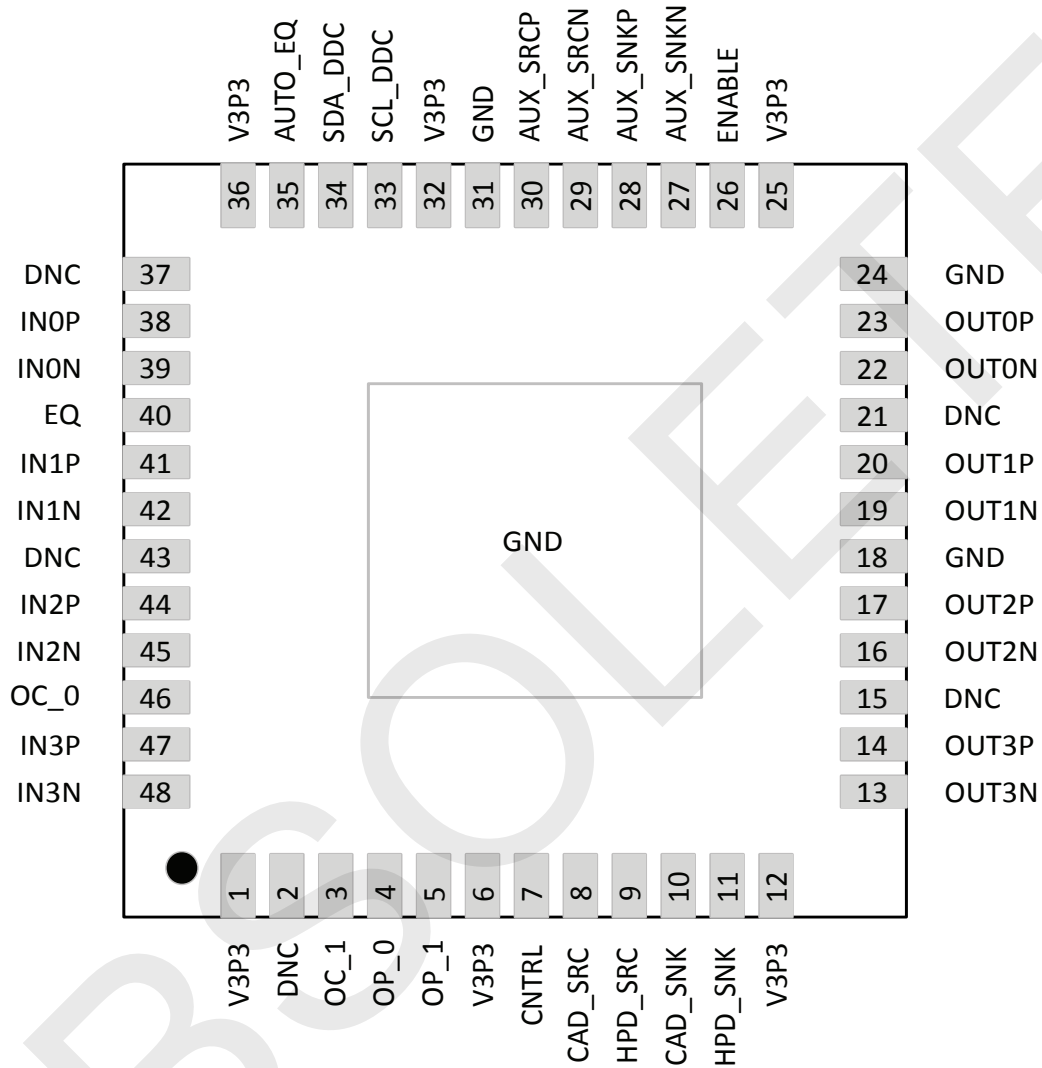 V3P3
AUTO_EQ
SDA_DDC
SCL_DDC
V3P3
GND
AUX_SRCP
AUX_SRCN
AUX_SNKP
AUX_SNKN
ENABLE
V3P3
36 35 34 33 32 31 30 29 28 27 26 25
DNC 37 24 GND
IN0P 38 23 OUT0P
IN0N 39 22 OUT0N
EQ 40 21 DNC
IN1P 41 20 OUT1P
IN1N 42 19 OUT1N
GND
DNC 43 18 GND
IN2P 44 17 OUT2P
IN2N 45 16 OUT2N
OC_0 46 15 DNC
IN3P 47 14 OUT3P
IN3N 48 13 OUT3N
1 2 3 4 5 6 7 8 9 10 11 12
V3P3
DNC
OC_1
OP_0
OP_1
V3P3
CNTRL
CAD_SRC
HPD_SRC
CAD_SNK
HPD_SNK
V3P3
BSOLETE